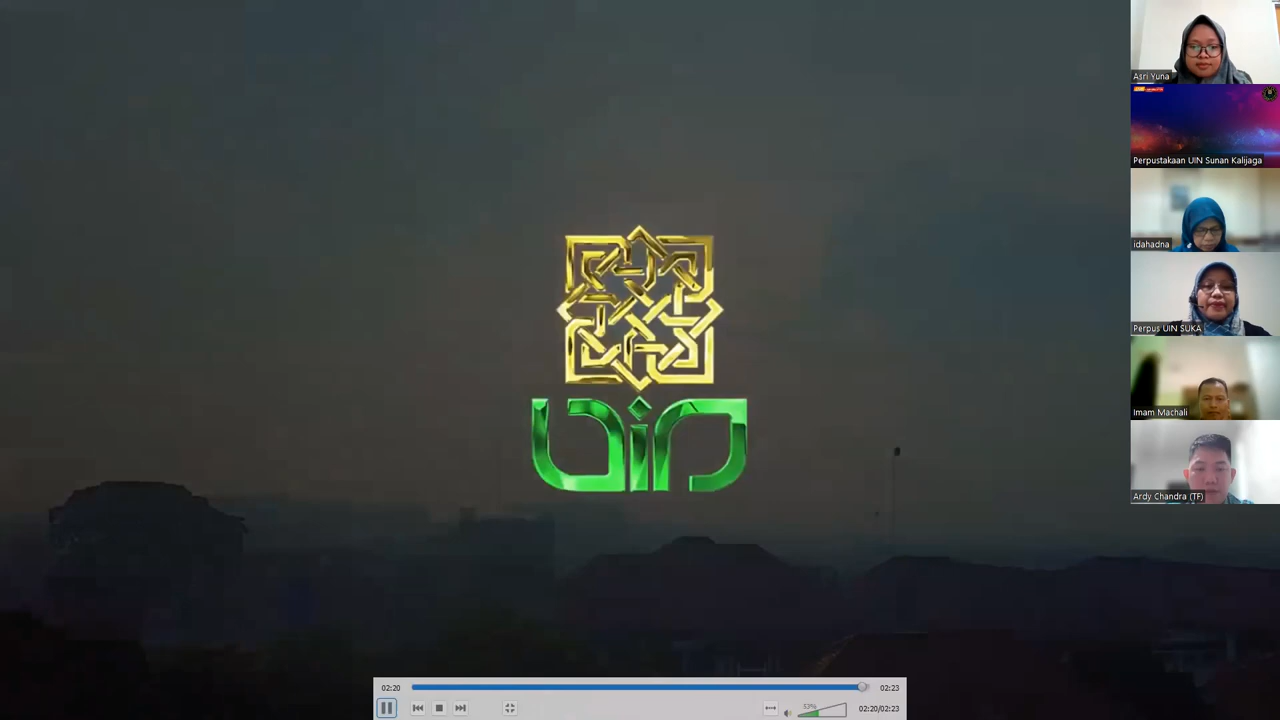 uin
Asri Yuna
Perpustakaan UIN Sunan Kalijaga
idahadna
Perpus UIN SUKA
Imam Machali
Ardy Chandra (TF)
02:20
02:23
53%
02:20/02:23